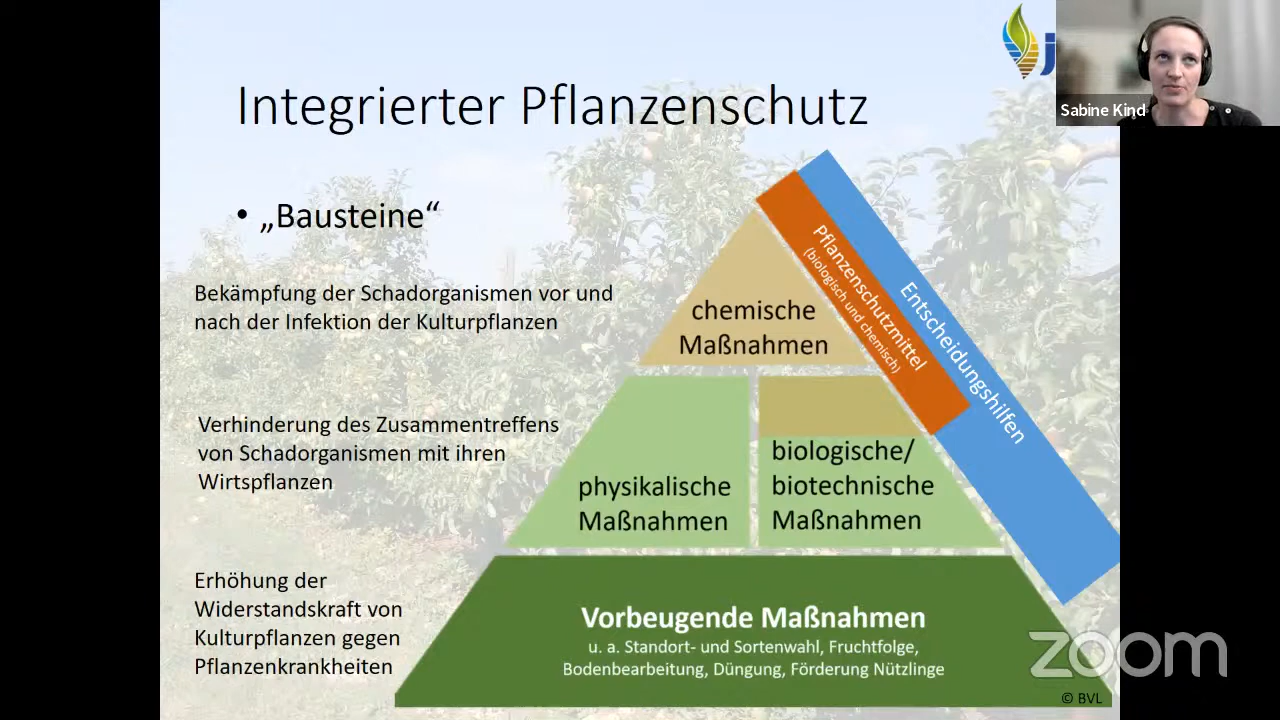 Integrierter Pflanzenschutz
j
Sabine Kind
• „Bausteine“
Bekämpfung der Schadorganismen vor und
nach der Infektion der Kulturpflanzen
Verhinderung des Zusammentreffens
von Schadorganismen mit ihren
Wirtspflanzen
Erhöhung der
Widerstandskraft von
Kulturpflanzen gegen
Pflanzenkrankheiten
chemische
Maßnahmen
Pflanzenschutzmittel
(biologisch und chemisch)
Entscheidungshilfen
physikalische
Maßnahmen
biologische/
biotechnische
Maßnahmen
Vorbeugende Maßnahmen
u. a. Standort- und Sortenwahl, Fruchtfolge,
Bodenbearbeitung, Düngung, Förderung Nützlinge
zoom
© BVL